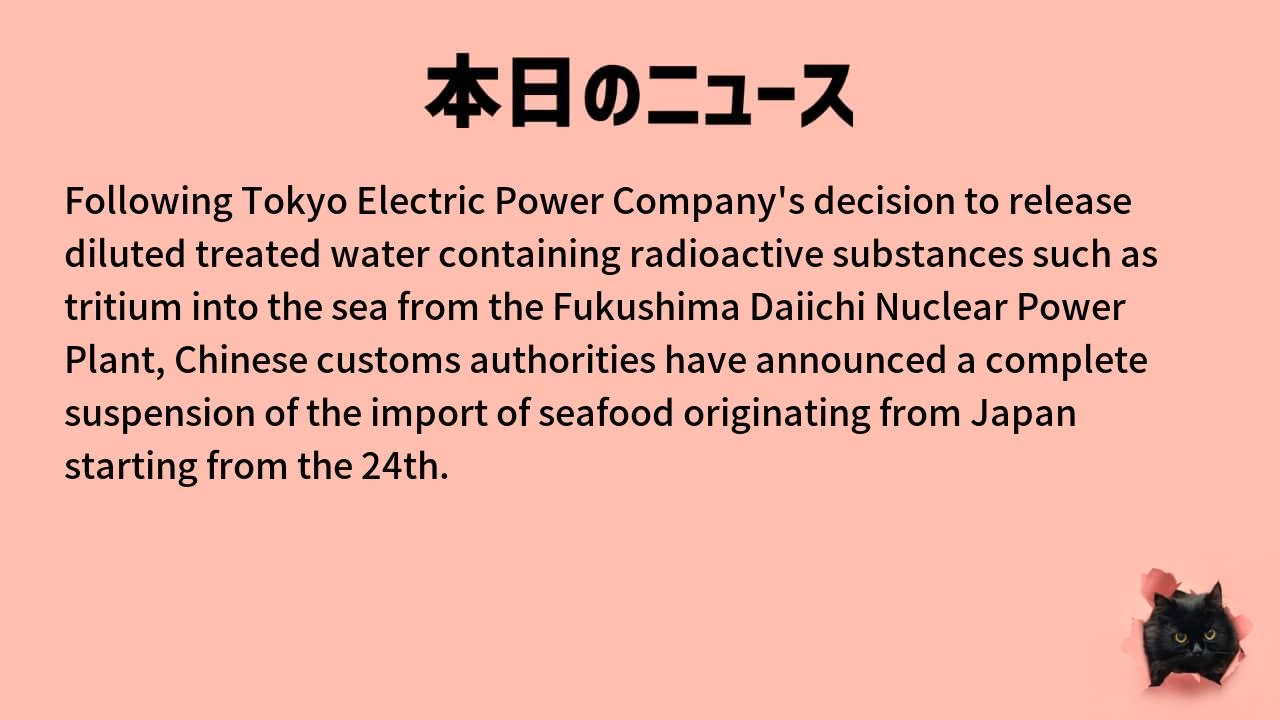 本日のニュース
Following Tokyo Electric Power Company's decision to release
diluted treated water containing radioactive substances such as
tritium into the sea from the Fukushima Daiichi Nuclear Power
Plant, Chinese customs authorities have announced a complete
suspension of the import of seafood originating from Japan
starting from the 24th.